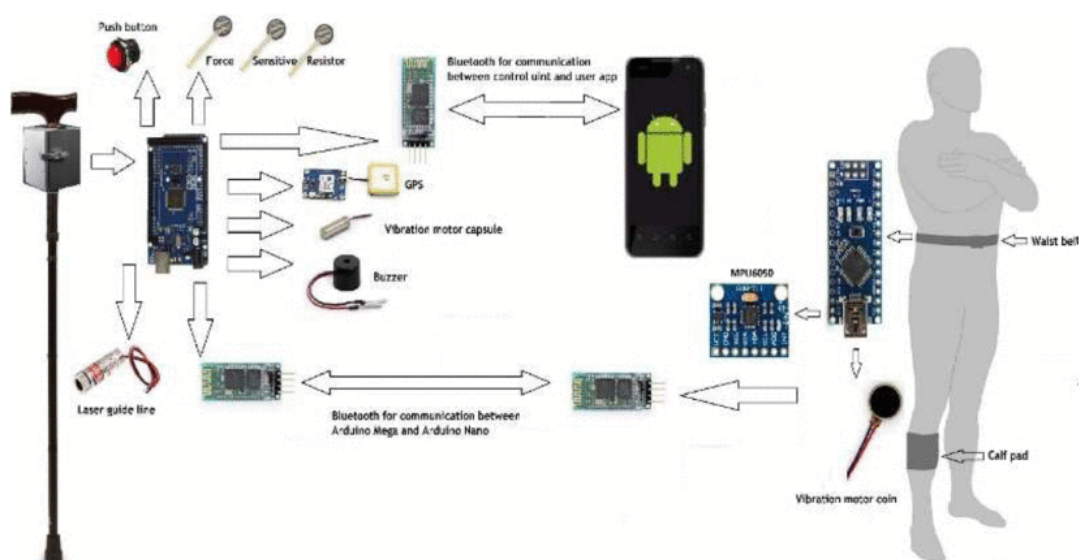 Push button
Force Sensitive Resistor
Bluetooth for communication
between control uint and user app
GPS
Vibration motor capsule
Buzzer
Waist belt
MPU6050
Laser guide line
Bluetooth for communication between
Arduino Mega and Arduino Nano
Calf pad
Vibration motor coin